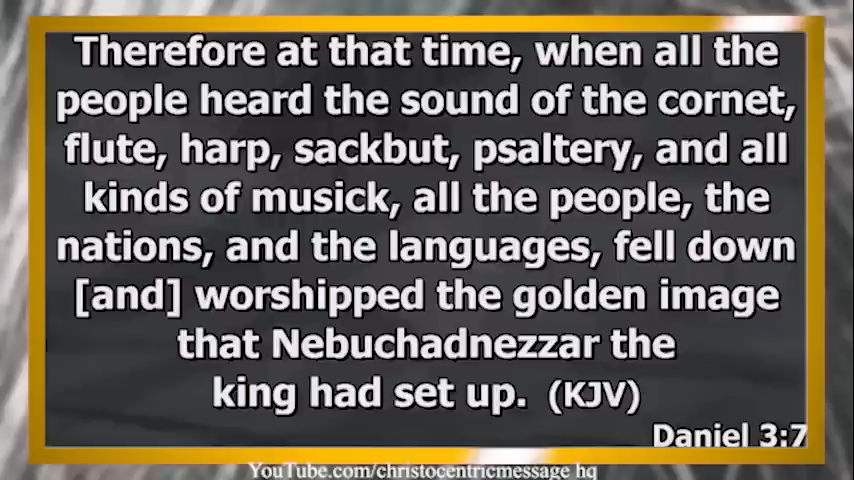 Therefore at that time, when all the
people heard the sound of the cornet,
flute, harp, sackbut, psaltery, and all
kinds of musick, all the people, the
nations, and the languages, fell down
[and] worshipped the golden image
that Nebuchadnezzar the
king had set up. (KJV)
Daniel 3:7
YouTube.com/christocentricmessage hq